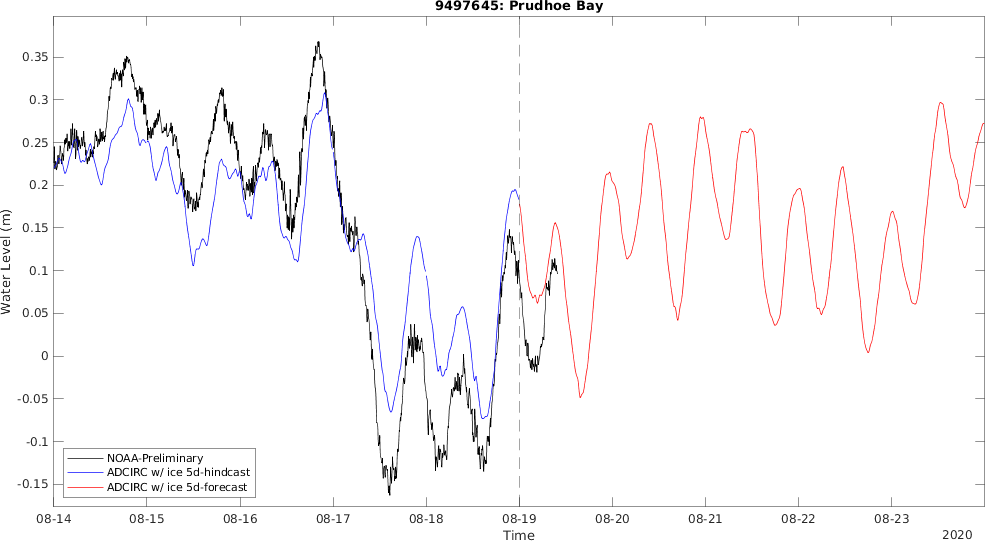 9497645: Prudhoe Bay
Water Level (m)
0.35
0.3
0.25
0.2
0.15
0.1
0.05
0
-0.05
-0.1
-0.15
NOAA-Preliminary
ADCIRC w/ ice 5d-hindcast
ADCIRC w/ ice 5d-forecast
08-14 08-15 08-16 08-17 08-18 08-19 08-20 08-21 08-22 08-23
Time
2020